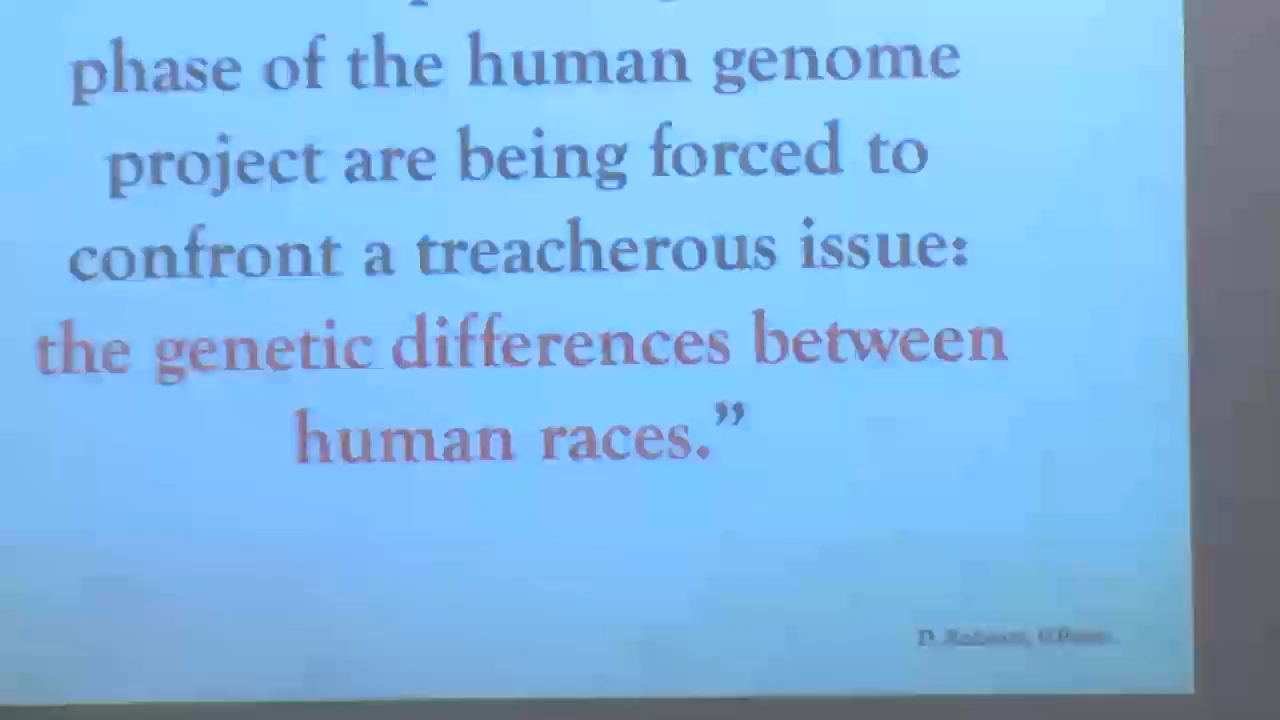 phase of the human genome
project are being forced to
confront a treacherous issue:
the genetic differences between
human races.”
D.